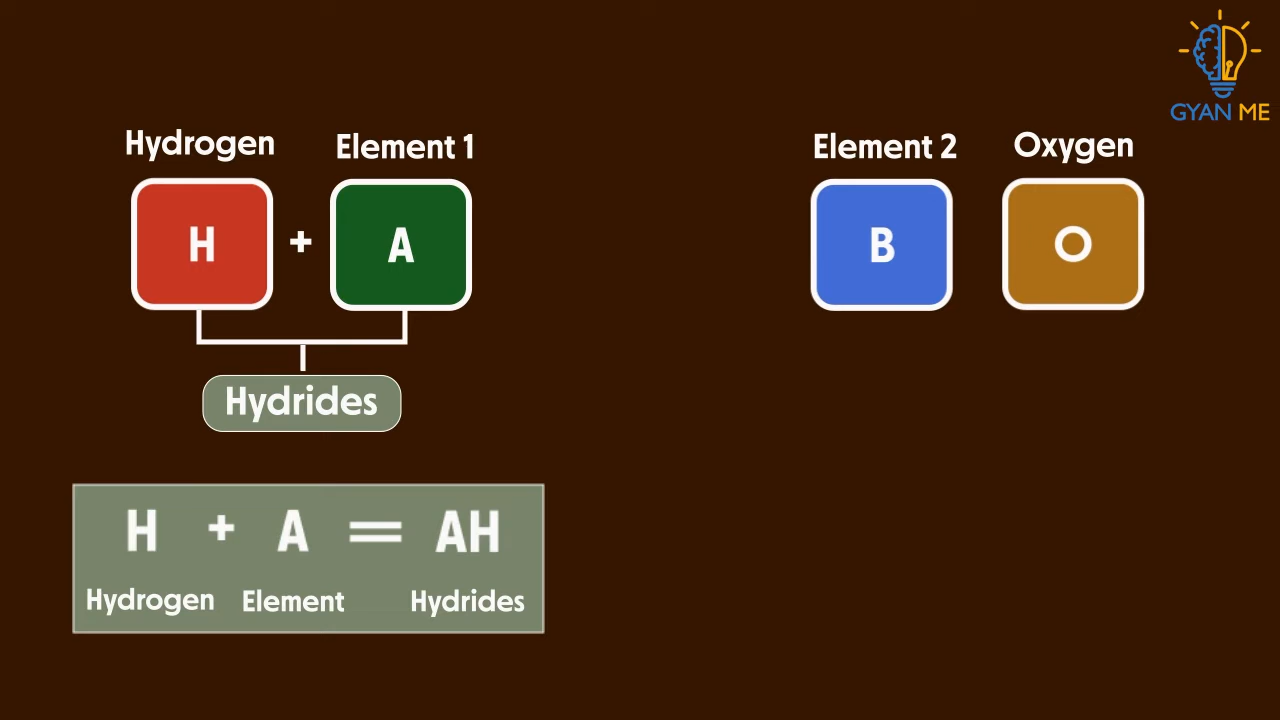 GYAN ME
Hydrogen Element 1 Element 2 Oxygen
H + A B O
Hydrides
H + A = AH
Hydrogen Element Hydrides